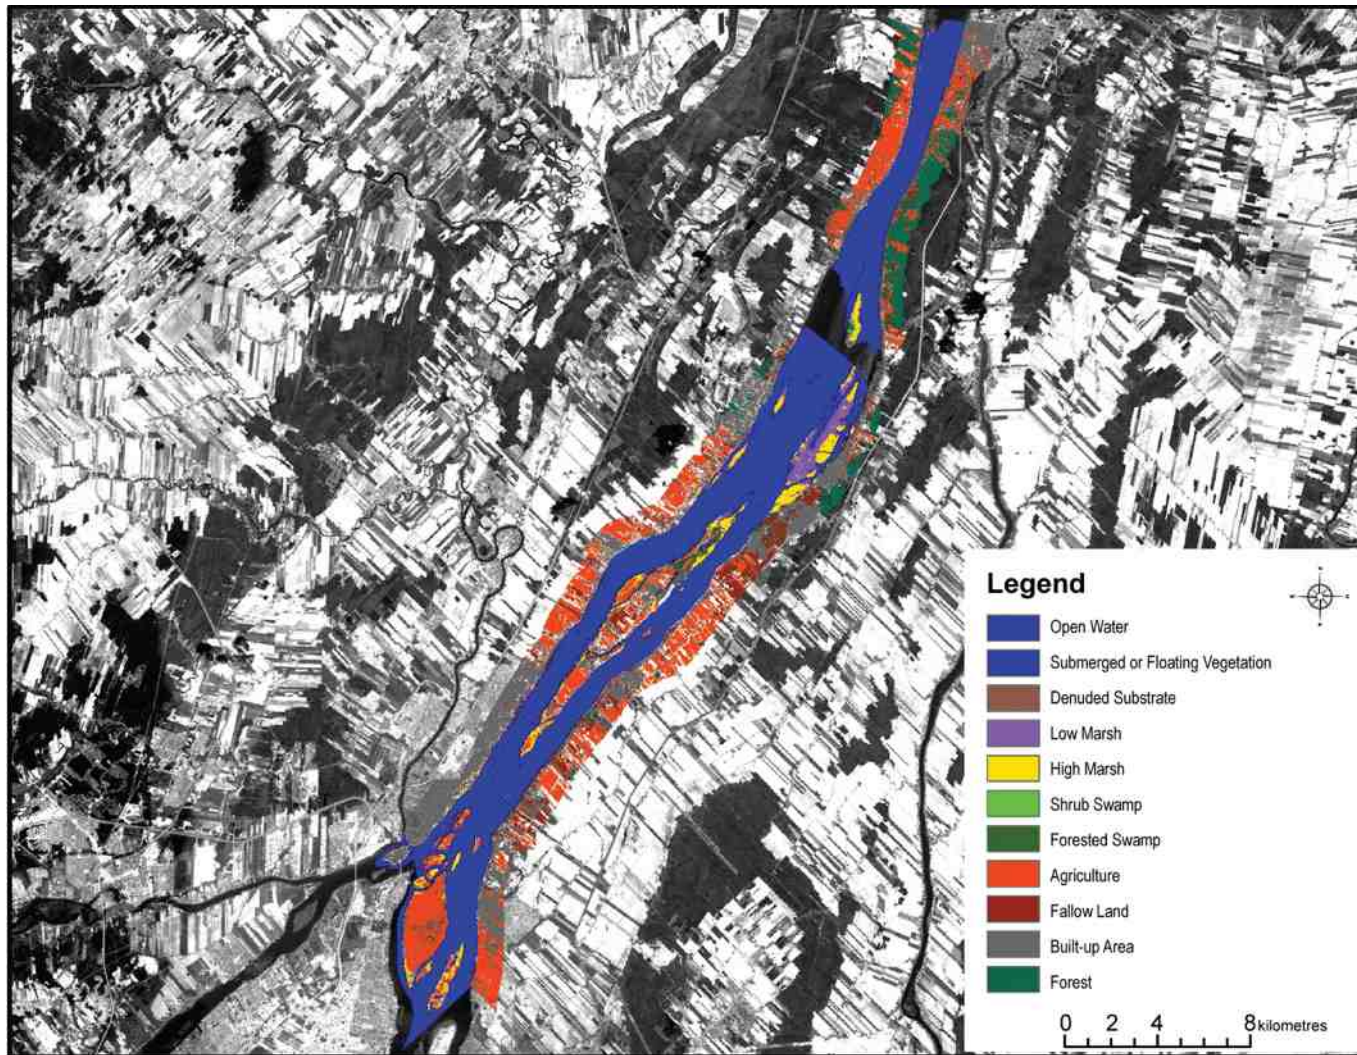 Legend
Open Water
Submerged or Floating Vegetation
Denuded Substrate
Low Marsh
High Marsh
Shrub Swamp
Forested Swamp
Agriculture
Fallow Land
Built-up Area
Forest
0 2 4 8 kilometres